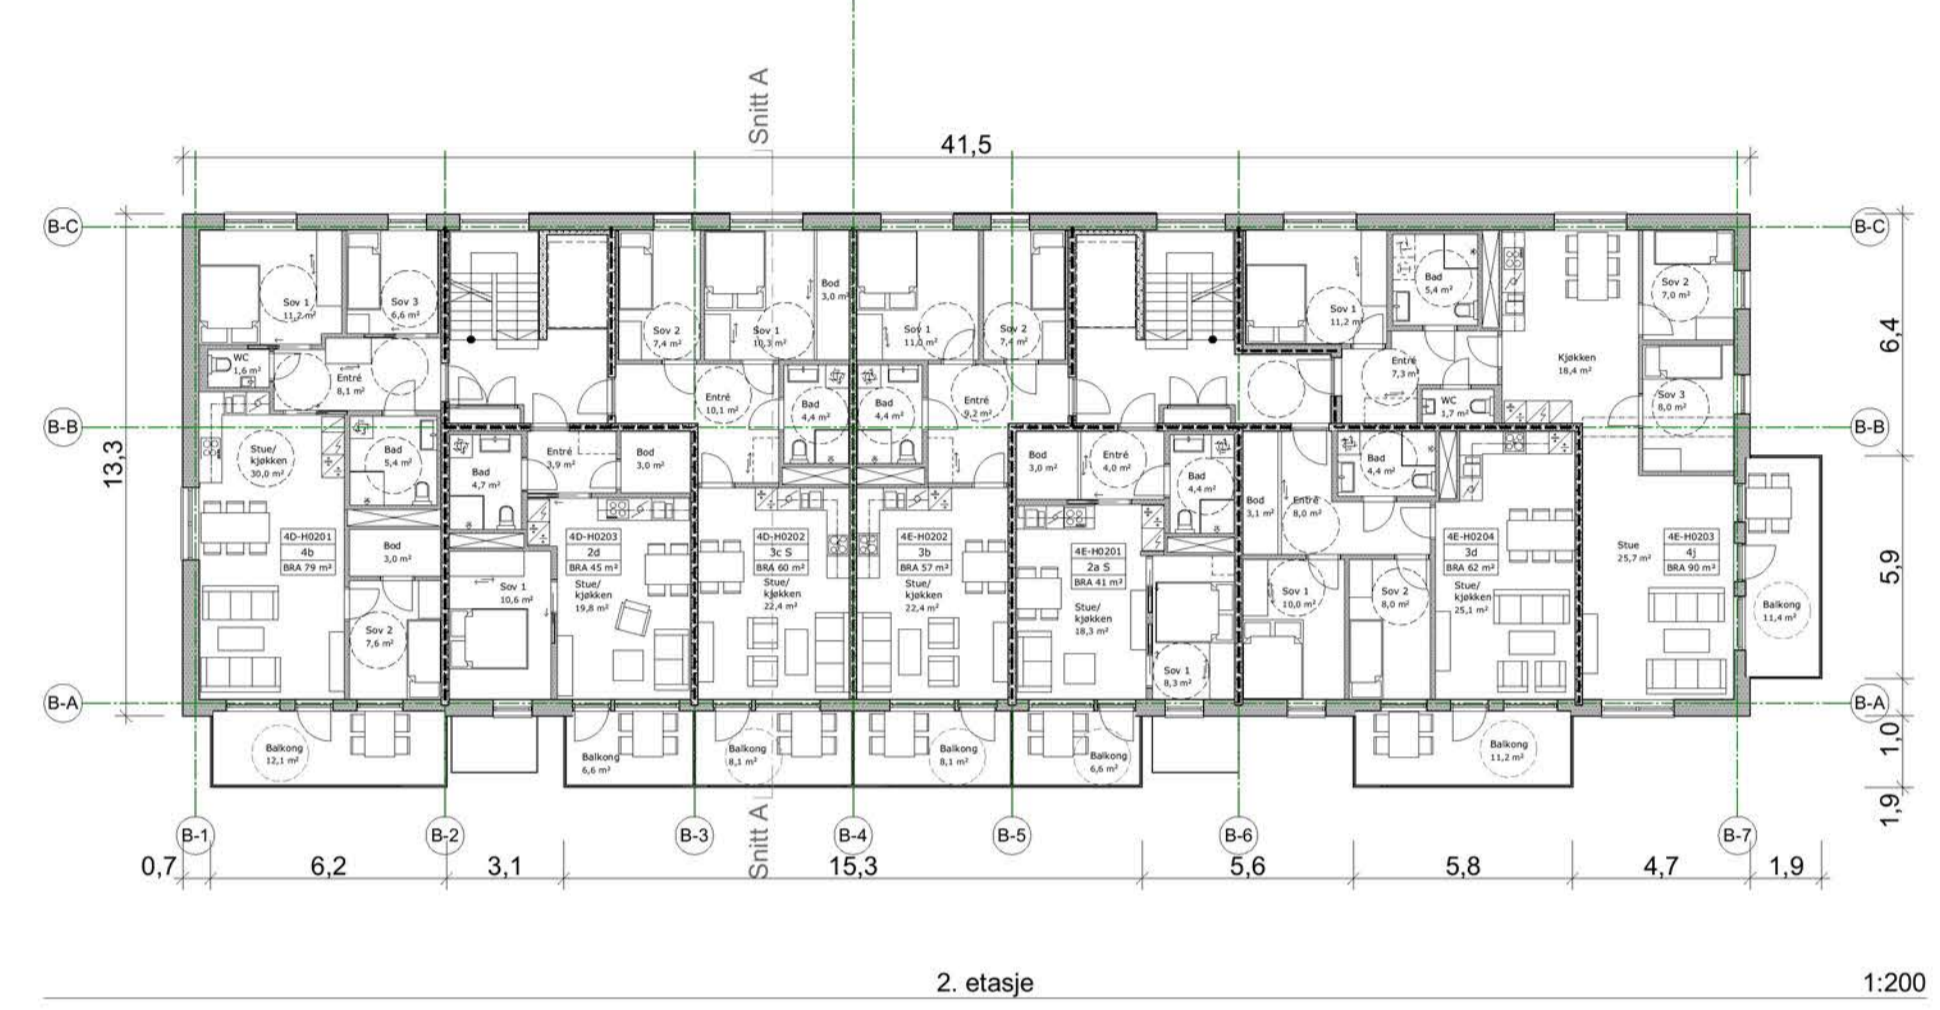 Snitt A
41,5
B-C
B-C
13,3
6,4
Sov 1
11,2 m²
Sov 3
6,6 m²
WC
1,6 m²
Entré
8,1 m²
Sov 2
7,4 m²
Sov 1
10,3 m²
Bod
3,0 m²
Sov 1
11,0 m²
Sov 2
7,4 m²
Sov 1
11,2 m²
Bad
5,4 m²
Kjøkken
18,4 m²
Sov 2
7,0 m²
Entré
7,3 m²
WC
1,7 m²
Sov 3
8,0 m²
Entré
10,1 m²
Bad
4,4 m²
Bad
4,4 m²
Entré
9,2 m²
B-B
B-B
Stue/
kjøkken
30,0 m²
Bad
5,4 m²
Bad
4,7 m²
Entré
3,9 m²
Bod
3,0 m²
Bod
3,0 m²
Entré
4,0 m²
Bad
4,4 m²
Bod
3,1 m²
Entré
8,0 m²
Bad
4,4 m²
4D-H0201
4b
BRA 79 m²
Bod
3,0 m²
4D-H0203
2d
BRA 45 m²
Stue/
kjøkken
19,8 m²
4D-H0202
3c S
BRA 60 m²
Stue/
kjøkken
22,4 m²
4E-H0202
3b
BRA 57 m²
Stue/
kjøkken
22,4 m²
4E-H0201
2a S
BRA 41 m²
Stue/
kjøkken
18,3 m²
4E-H0204
3d
BRA 62 m²
Stue/
kjøkken
25,1 m²
Stue
25,7 m²
4E-H0203
4j
BRA 90 m²
5,9
Sov 1
10,6 m²
Sov 2
7,6 m²
Sov 1
8,3 m²
Sov 1
10,0 m²
Sov 2
8,0 m²
Balkong
11,4 m²
B-A
B-A
Balkong
12,1 m²
Balkong
6,6 m²
Balkong
8,1 m²
Balkong
8,1 m²
Balkong
6,6 m²
Balkong
11,2 m²
1,0
1,9
Snitt A
B-1
B-2
B-3
B-4
B-5
B-6
B-7
0,7
6,2
3,1
15,3
5,6
5,8
4,7
1,9
2. etasje
1:200